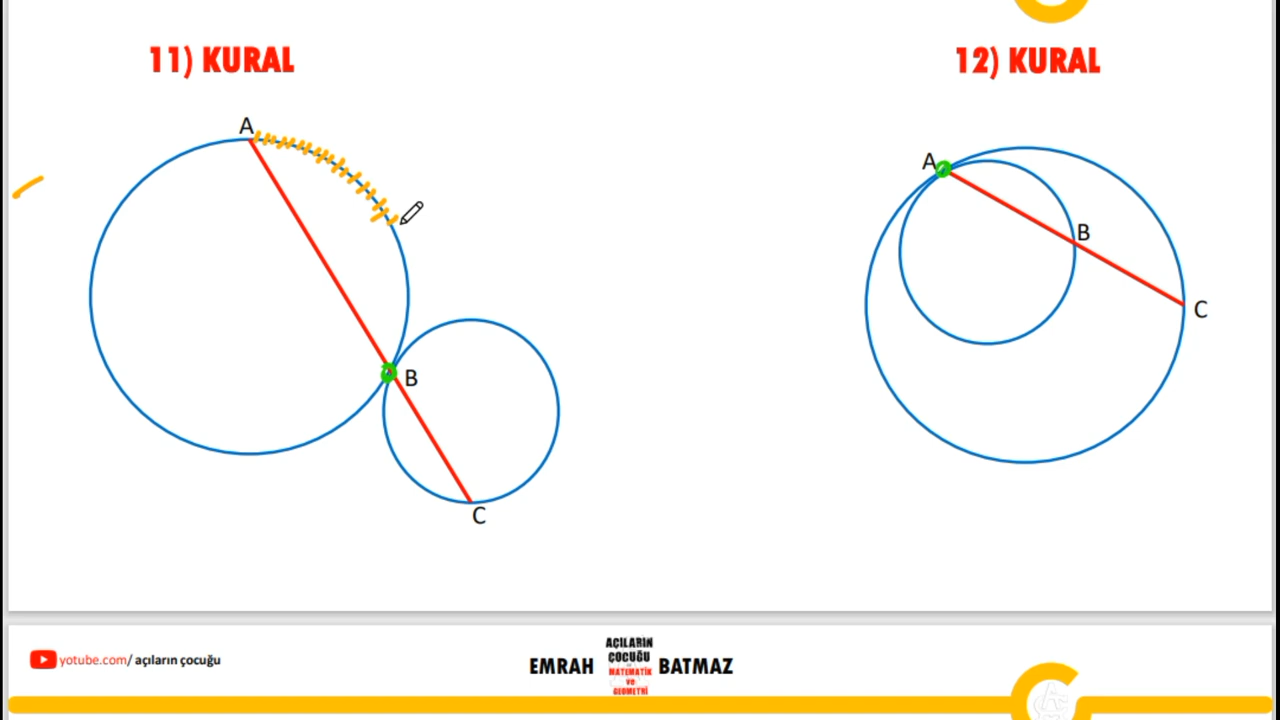 11) KURAL
12) KURAL
A
B
C
A
B
C
yotube.com/ açıların çocuğu
EMRAH
AÇILARIN
ÇOCUĞU
MATEMATİK
ve
GEOMETRİ
BATMAZ